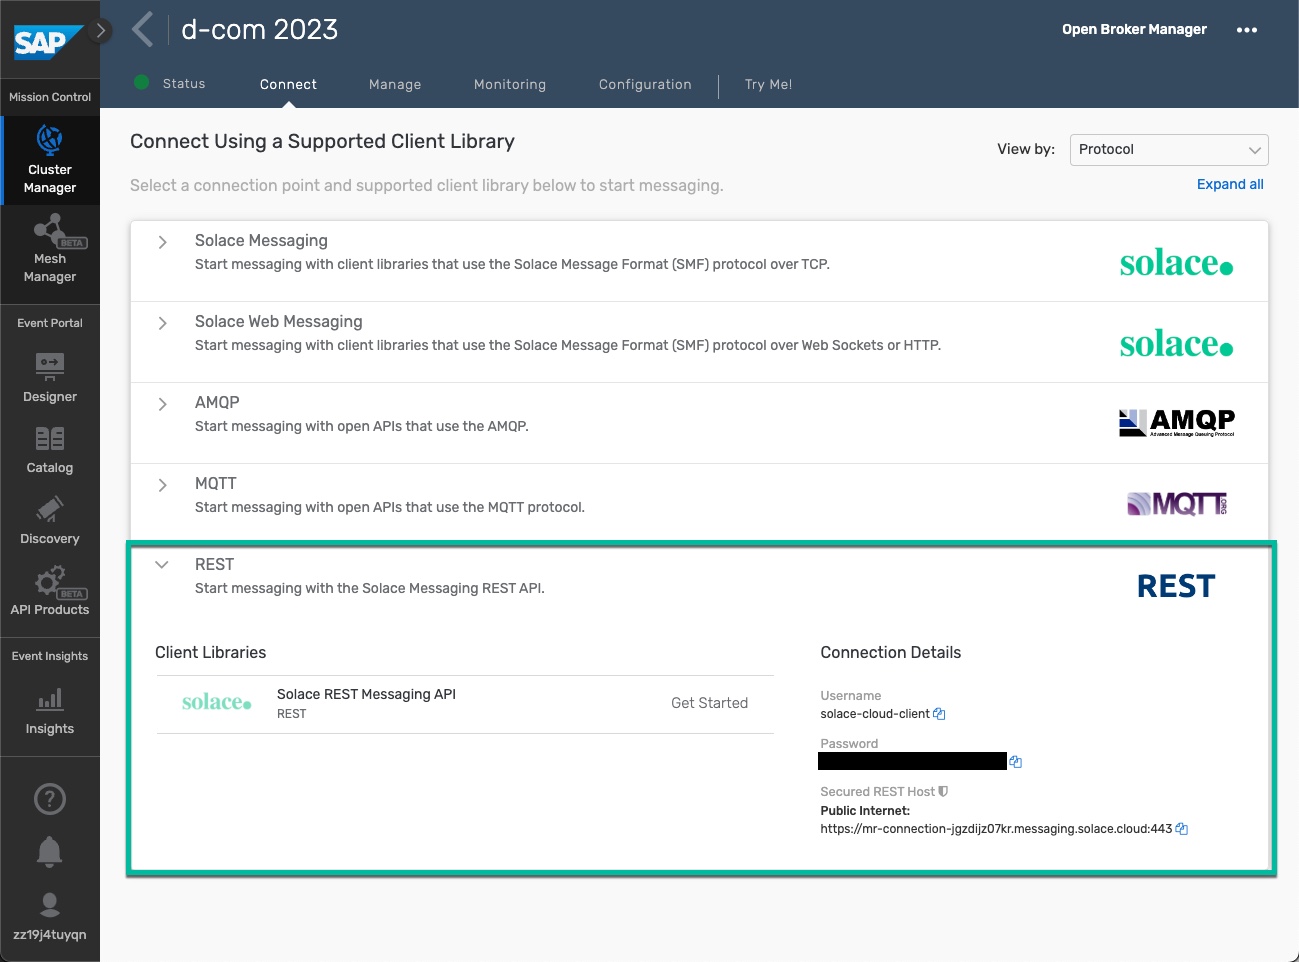 SAP
d-com 2023
Open Broker Manager
Status
Connect
Manage
Monitoring
Configuration
Try Me!
Mission Control
Cluster
Manager
BETA
Mesh
Manager
Event Portal
Designer
Catalog
Discovery
BETA
API Products
Event Insights
Insights
zz19j4tuyqn
Connect Using a Supported Client Library
View by:
Protocol
Select a connection point and supported client library below to start messaging.
Expand all
Solace Messaging
Start messaging with client libraries that use the Solace Message Format (SMF) protocol over TCP.
solace.
Solace Web Messaging
Start messaging with client libraries that use the Solace Message Format (SMF) protocol over Web Sockets or HTTP.
solace.
AMQP
Start messaging with open APIs that use the AMQP.
AMQP
Advanced Message Queuing Protocol
MQTT
Start messaging with open APIs that use the MQTT protocol.
MQTT.ORG
REST
Start messaging with the Solace Messaging REST API.
REST
Client Libraries
solace.
Solace REST Messaging API
REST
Get Started
Connection Details
Username
solace-cloud-client
Password
Secured REST Host
Public Internet:
https://mr-connection-jgzdijz07kr.messaging.solace.cloud:443